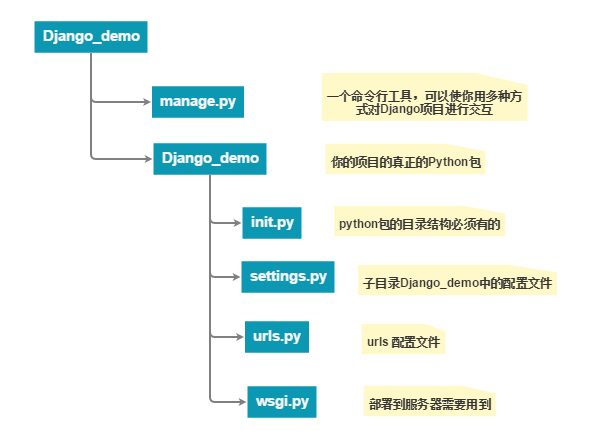 Django_demo
manage.py
一个命令行工具，可以使你用多种方
式对Django项目进行交互
Django_demo
你的项目的真正的Python包
init.py
python包的目录结构必须有的
settings.py
子目录Django_demo中的配置文件
urls.py
urls 配置文件
wsgi.py
部署到服务器需要用到